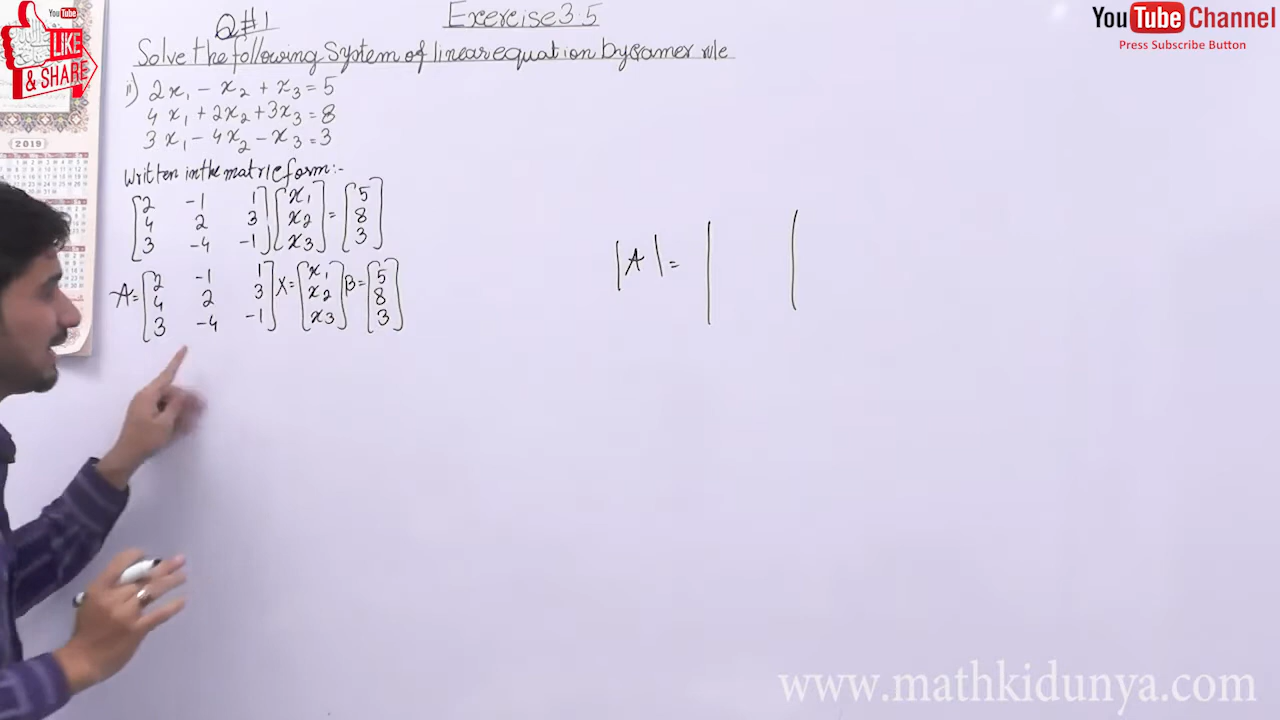 YouTube
LIKE
& SHARE
YouTube Channel
Press Subscribe Button
2019
Exercise 3.5
Q#1
Solve the following System of linear equation by Cramer rule
ii) 2x₁ - x₂ + x₃ = 5
4x₁ + 2x₂ + 3x₃ = 8
3x₁ - 4x₂ - x₃ = 3
Written in the matric form:-
[2 -1 1] [x₁] [5]
[4 2 3] [x₂] = [8]
[3 -4 -1] [x₃] [3]
A = [2 -1 1] X = [x₁] B = [5]
[4 2 3] [x₂] [8]
[3 -4 -1] [x₃] [3]
|A| = | |
www.mathkidunya.com